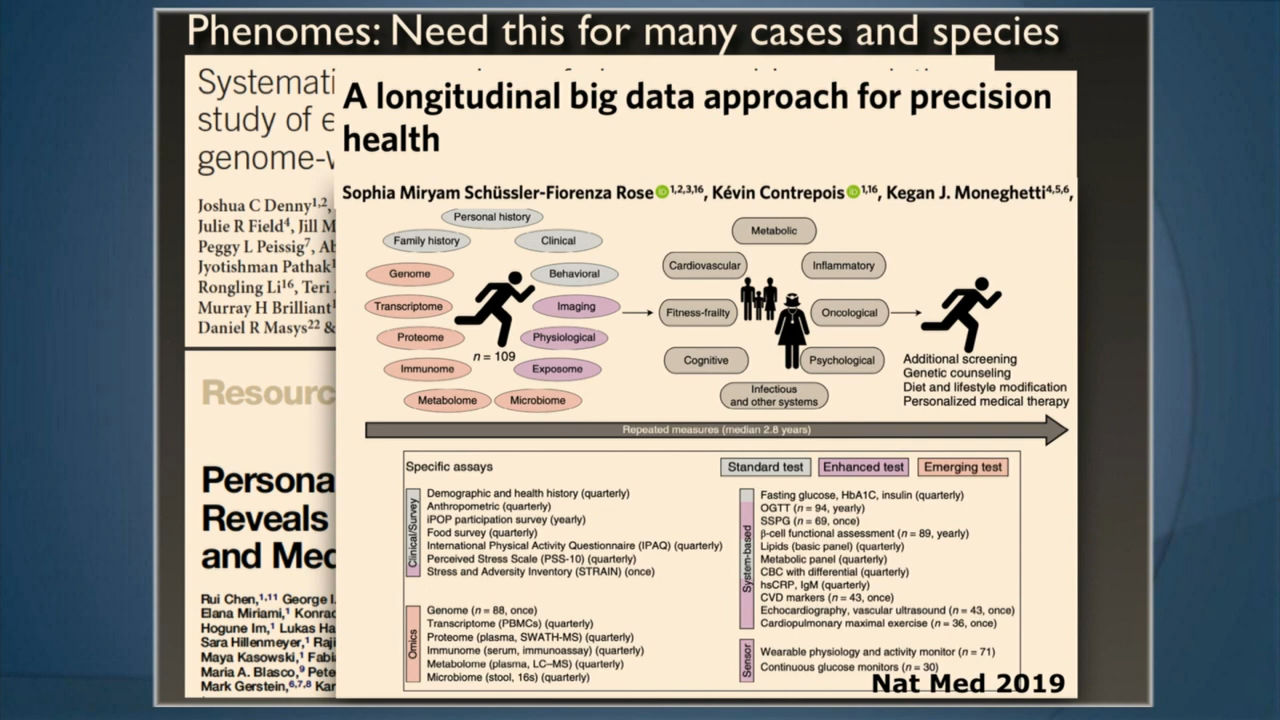 Phenomes: Need this for many cases and species
Systemati
study of e
genome-w
Joshua C Denny1,2,
Julie R Field4, Jill M
Peggy L Peissig7, Ab
Jyotishman Pathak1
Rongling Li16, Teri
Murray H Brilliant1
Daniel R Masys22 &
Resourc
Persona
Reveals
and Med
Rui Chen,1,11 George I.
Elana Miriami,1 Konrad
Hogune Im,1 Lukas Ha
Sara Hillenmeyer,1 Raji
Maya Kasowski,1 Fabi
Maria A. Blasco,9 Pete
Mark Gerstein,6,7,8 Kar
A longitudinal big data approach for precision
health
Sophia Miryam Schüssler-Fiorenza Rose iD 1,2,3,16, Kévin Contrepois iD 1,16, Kegan J. Moneghetti4,5,6,
Personal history
Family history
Clinical
Genome
Behavioral
Transcriptome
Imaging
Proteome
Physiological
n = 109
Immunome
Exposome
Metabolome
Microbiome
Metabolic
Cardiovascular
Inflammatory
Fitness-frailty
Oncological
Cognitive
Psychological
Infectious
and other systems
Additional screening
Genetic counseling
Diet and lifestyle modification
Personalized medical therapy
Repeated measures (median 2.8 years)
Specific assays
Standard test
Enhanced test
Emerging test
Clinical/Survey
Demographic and health history (quarterly)
Anthropometric (quarterly)
iPOP participation survey (yearly)
Food survey (quarterly)
International Physical Activity Questionnaire (IPAQ) (quarterly)
Perceived Stress Scale (PSS-10) (quarterly)
Stress and Adversity Inventory (STRAIN) (once)
Omics
Genome (n = 88, once)
Transcriptome (PBMCs) (quarterly)
Proteome (plasma, SWATH-MS) (quarterly)
Immunome (serum, immunoassay) (quarterly)
Metabolome (plasma, LC–MS) (quarterly)
Microbiome (stool, 16s) (quarterly)
System-based
Fasting glucose, HbA1C, insulin (quarterly)
OGTT (n = 94, yearly)
SSPG (n = 69, once)
β-cell functional assessment (n = 89, yearly)
Lipids (basic panel) (quarterly)
Metabolic panel (quarterly)
CBC with differential (quarterly)
hsCRP, IgM (quarterly)
CVD markers (n = 43, once)
Echocardiography, vascular ultrasound (n = 43, once)
Cardiopulmonary maximal exercise (n = 36, once)
Sensor
Wearable physiology and activity monitor (n = 71)
Continuous glucose monitors (n = 30)
Nat Med 2019